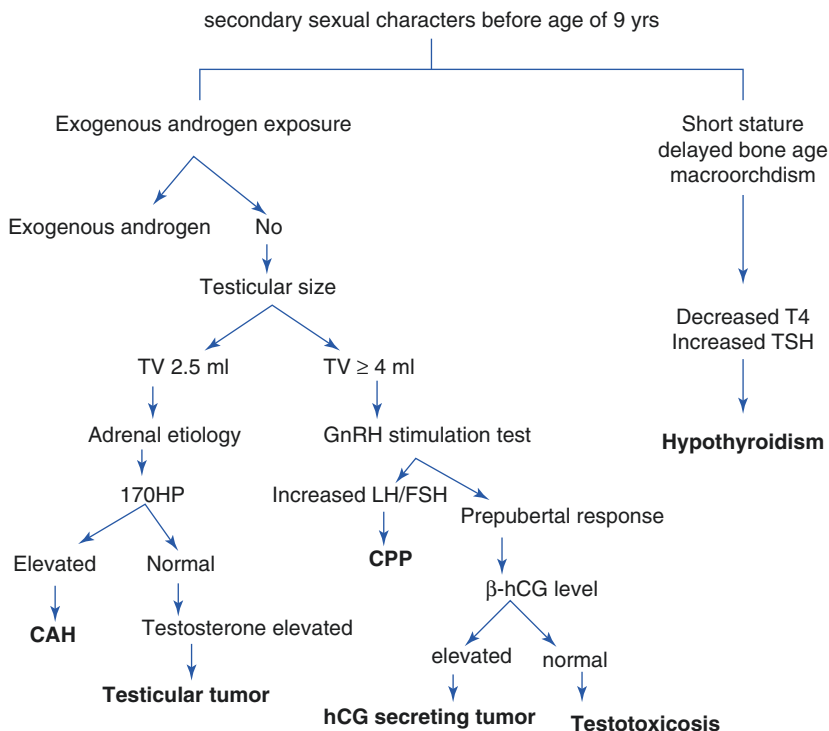 secondary sexual characters before age of 9 yrs
Exogenous androgen exposure
Short stature
delayed bone age
macroorchdism
Exogenous androgen
No
Testicular size
Decreased T4
Increased TSH
TV 2.5 ml
TV ≥ 4 ml
Adrenal etiology
GnRH stimulation test
Hypothyroidism
170HP
Increased LH/FSH
Prepubertal response
Elevated
Normal
CPP
β-hCG level
CAH
Testosterone elevated
elevated
normal
Testicular tumor
hCG secreting tumor
Testotoxicosis